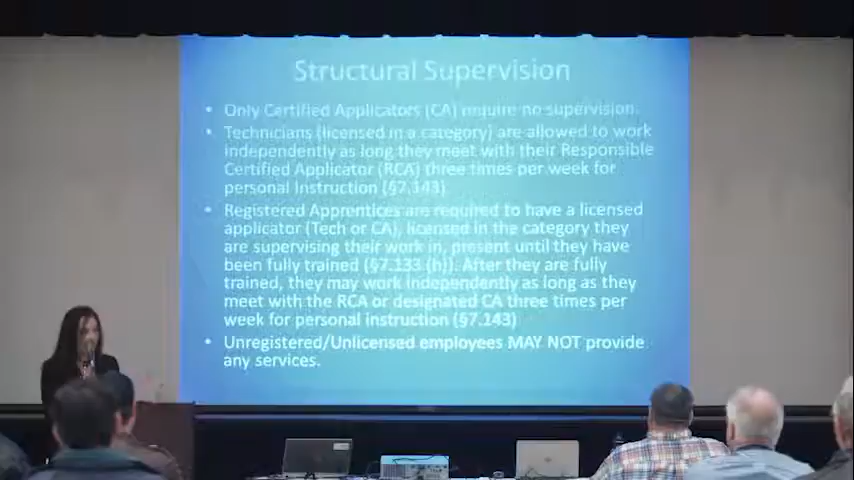 Structural Supervision
• Only Certified Applicators (CA) require no supervision.
• Technicians (licensed in a category) are allowed to work
independently as long they meet with their Responsible
Certified Applicator (RCA) three times per week for
personal Instruction (§7.143)
• Registered Apprentices are required to have a licensed
applicator (Tech or CA), licensed in the category they
are supervising their work in, present until they have
been fully trained (§7.133 (h)). After they are fully
trained, they may work independently as long as they
meet with the RCA or designated CA three times per
week for personal instruction (§7.143)
• Unregistered/Unlicensed employees MAY NOT provide
any services.